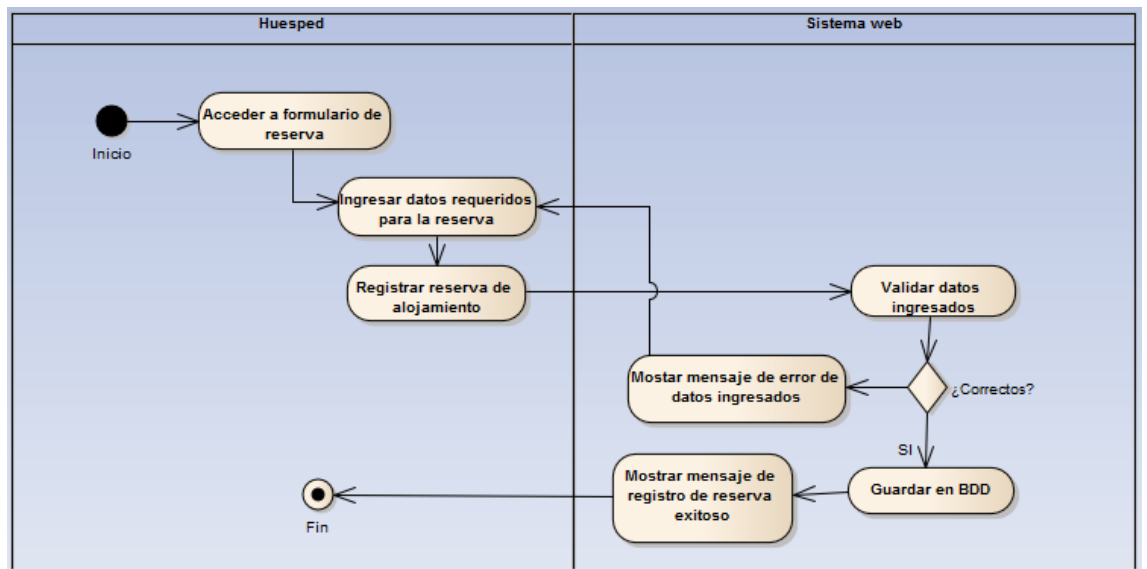 Huesped
Sistema web
Acceder a formulario de
reserva
Inicio
Ingresar datos requeridos
para la reserva
Registrar reserva de
alojamiento
Validar datos
ingresados
Mostar mensaje de error de
datos ingresados
¿Correctos?
SI
Guardar en BDD
Mostrar mensaje de
registro de reserva
exitoso
Fin